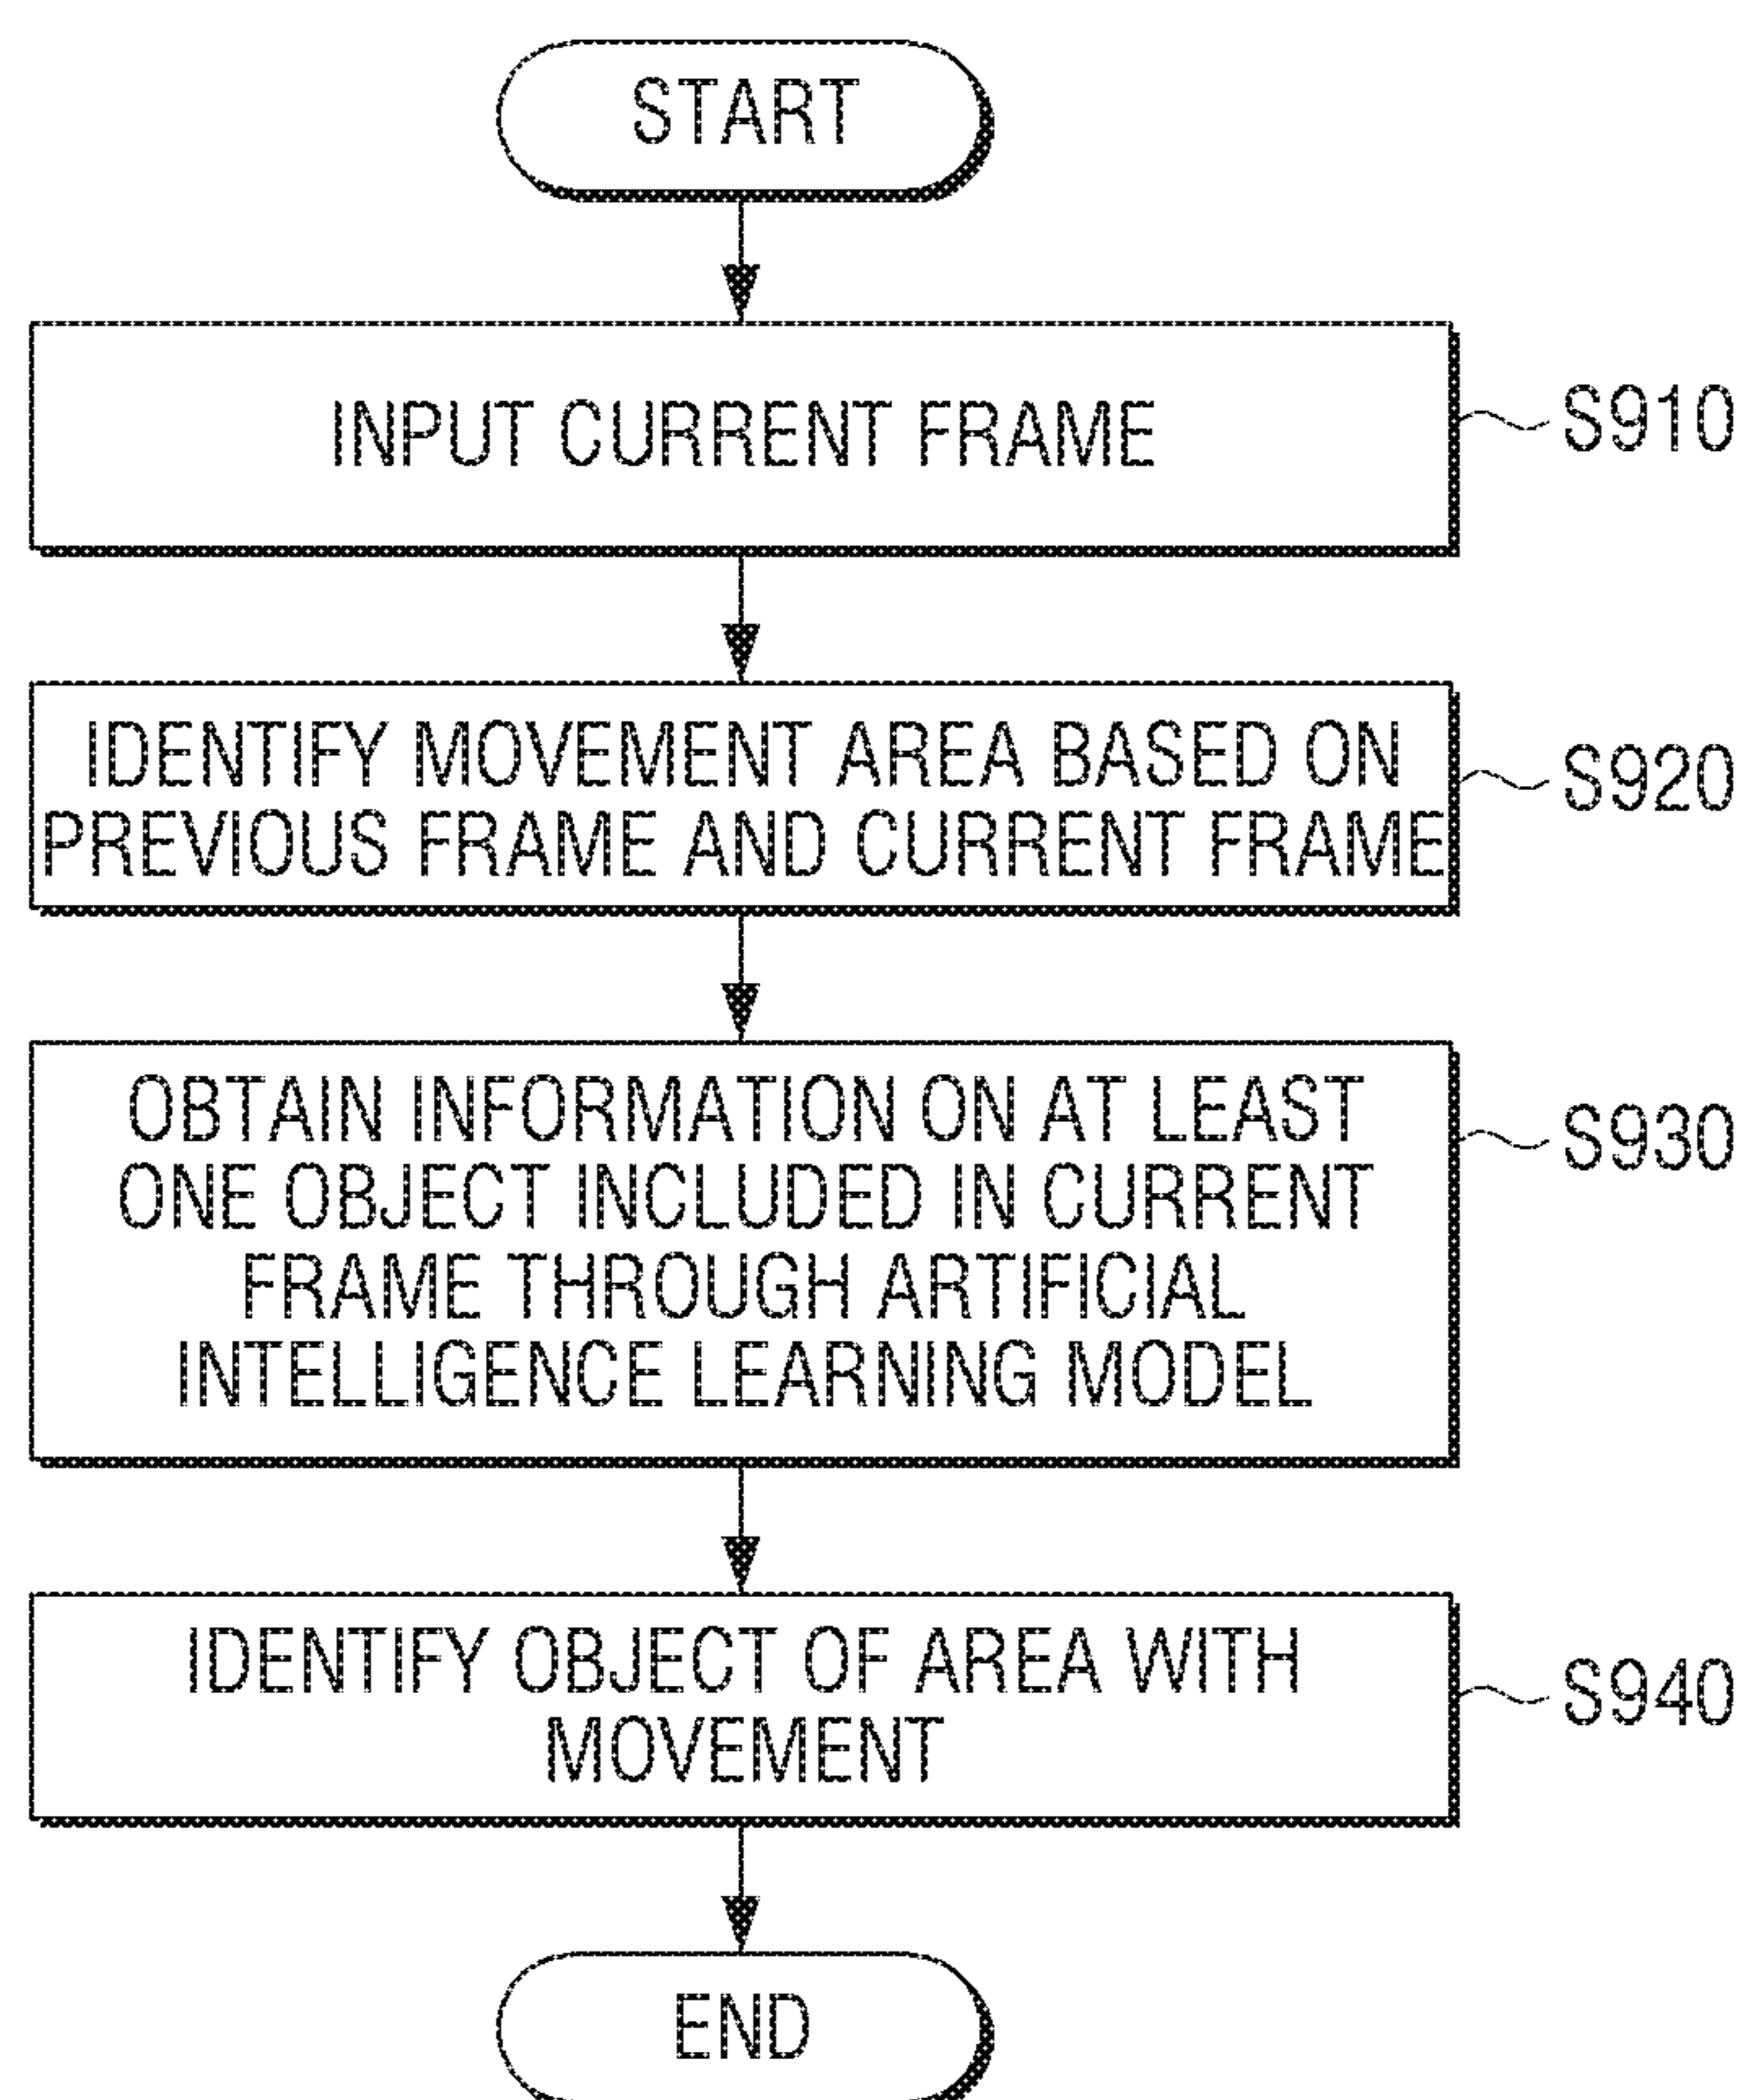 START
INPUT CURRENT FRAME
S910
IDENTIFY MOVEMENT AREA BASED ON
PREVIOUS FRAME AND CURRENT FRAME
S920
OBTAIN INFORMATION ON AT LEAST
ONE OBJECT INCLUDED IN CURRENT
FRAME THROUGH ARTIFICIAL
INTELLIGENCE LEARNING MODEL
S930
IDENTIFY OBJECT OF AREA WITH
MOVEMENT
S940
END